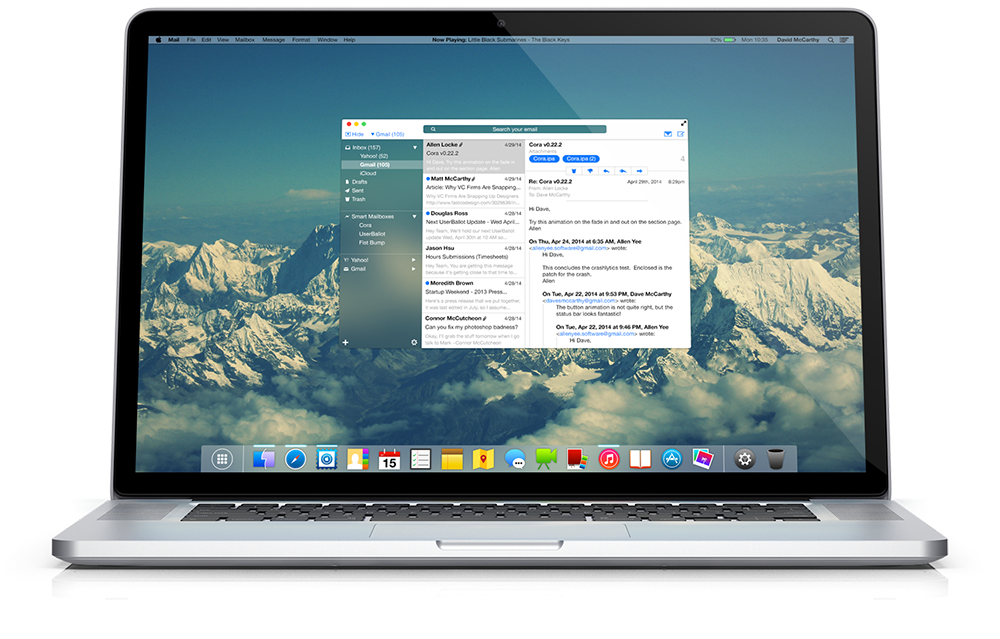 Mail File Edit View Mailbox Message Format Window Help
Now Playing: Little Black Submarines - The Black Keys
82% Mon 10:35 David McCarthy
Hide Gmail (105)
Search your email
Inbox (157)
Yahoo! (52)
Gmail (105)
iCloud
Drafts
Sent
Trash
Smart Mailboxes
Cora
UserBallot
Fist Bump
Yahoo!
Gmail
Allen Locke 4/29/14
Cora v0.22.2
Hi Dave, Try this animation on the fade in
and out on the section page. Allen
Matt McCarthy 4/29/14
Article: Why VC Firms Are Snapping...
Why VC Firms Are Snapping Up Designers
Douglas Ross 4/29/14
Next UserBallot Update - Wed April...
Hey Team, We'll hold our next UserBallot
update Wed, April 30th at 10 AM so...
Jason Hsu 4/29/14
Hours Submissions (Timesheets)
Hey Team, You are getting this message
because it's getting close to that time to...
Meredith Brown 4/29/14
Startup Weekend - 2013 Press...
Here's a press release that we put together.
It was last edited in July, so I assume...
Connor McCutcheon 4/29/14
Can you fix my photoshop badness?
Okay, I'll grab the stuff tomorrow when I go
talk to Mark -Connor McCutcheon
Cora v0.22.2
Attachments
Cora.ipa Cora.ipa (2)
4
Re: Cora v0.22.2 April 29th, 2014 8:29pm
From: Allen Locke
To: Dave McCarthy
Hi Dave,
Try this animation on the fade in and out on the section page.
Allen
On Thu, Apr 24, 2014 at 6:35 AM, Allen Yee
<allenyee.software@gmail.com> wrote:
Hi Dave,
This concludes the crashlytics test. Enclosed is the
patch for the crash.
Allen
On Tue, Apr 22, 2014 at 9:53 PM, Dave McCarthy
<davesmccarthy@gmail.com> wrote:
The button animation is not quite right, but the
status bar looks fantastic!
On Tue, Apr 22, 2014 at 9:46 PM, Allen Yee
<allenyee.software@gmail.com> wrote:
Hi Dave,
15